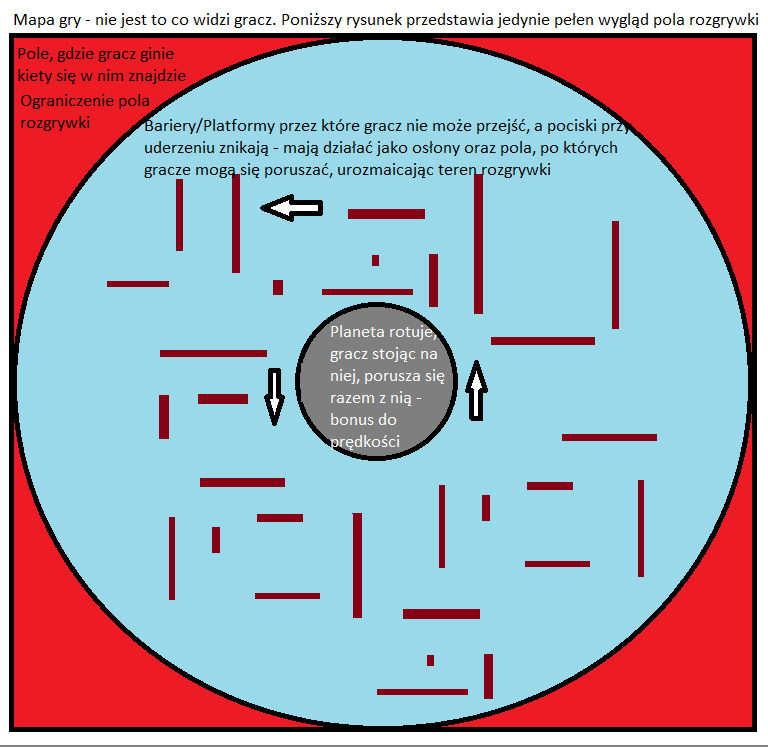 Mapa gry - nie jest to co widzi gracz. Poniższy rysunek przedstawia jedynie pełen wygląd pola rozgrywki
Pole, gdzie gracz ginie
kiety się w nim znajdzie
Ograniczenie pola
rozgrywki
Bariery/Platformy przez które gracz nie może przejść, a pociski przy
uderzeniu znikają - mają działać jako osłony oraz pola, po których
gracze mogą się poruszać, urozmaicając teren rozgrywki
Planeta rotuje,
gracz stojąc na
niej, porusza się
razem z nią -
bonus do
prędkości